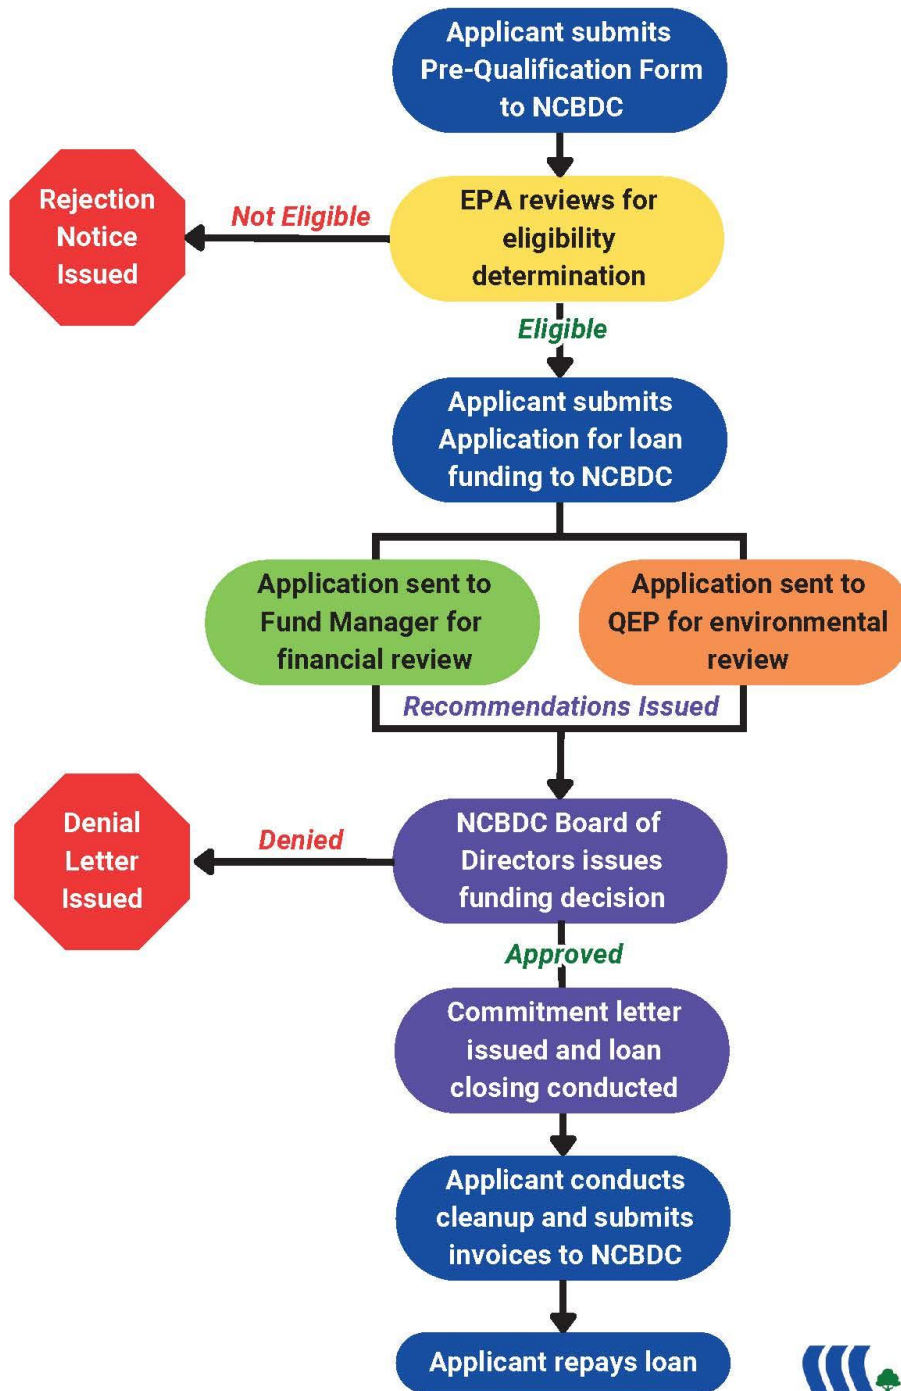 Applicant submits
Pre-Qualification Form
to NCBDC
Rejection
Notice
Issued
Not Eligible
EPA reviews for
eligibility
determination
Eligible
Applicant submits
Application for loan
funding to NCBDC
Application sent to
Fund Manager for
financial review
Application sent to
QEP for environmental
review
Recommendations Issued
Denial
Letter
Issued
Denied
NCBDC Board of
Directors issues
funding decision
Approved
Commitment letter
issued and loan
closing conducted
Applicant conducts
cleanup and submits
invoices to NCBDC
Applicant repays loan